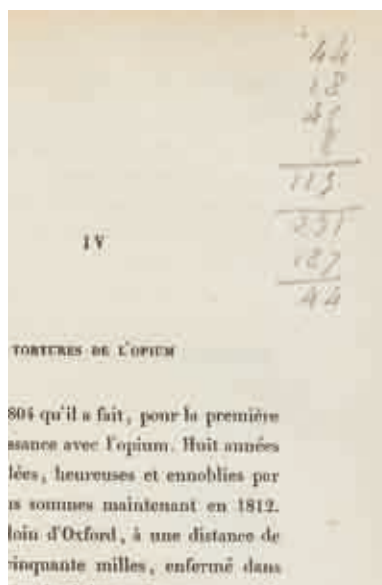 44
18
45
8
115
231
187
44
IV
TORTURES DE L'OPIUM
804 qu'il a fait, pour la première
ssance avec l'opium. Huit années
lées, heureuses et ennoblies par
s sommes maintenant en 1812.
loin d'Oxford, à une distance de
cinquante milles, enfermé dans